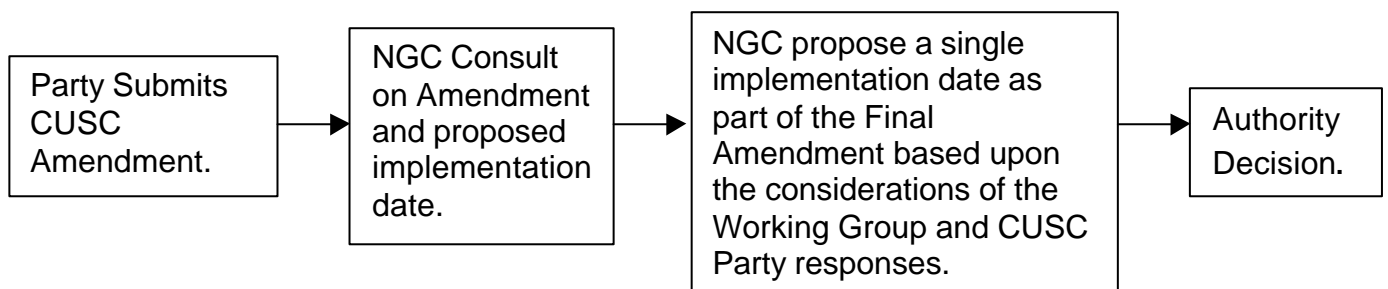 Party Submits
CUSC
Amendment.
NGC Consult
on Amendment
and proposed
implementation
date.
NGC propose a single
implementation date as
part of the Final
Amendment based upon
the considerations of the
Working Group and CUSC
Party responses.
Authority
Decision.